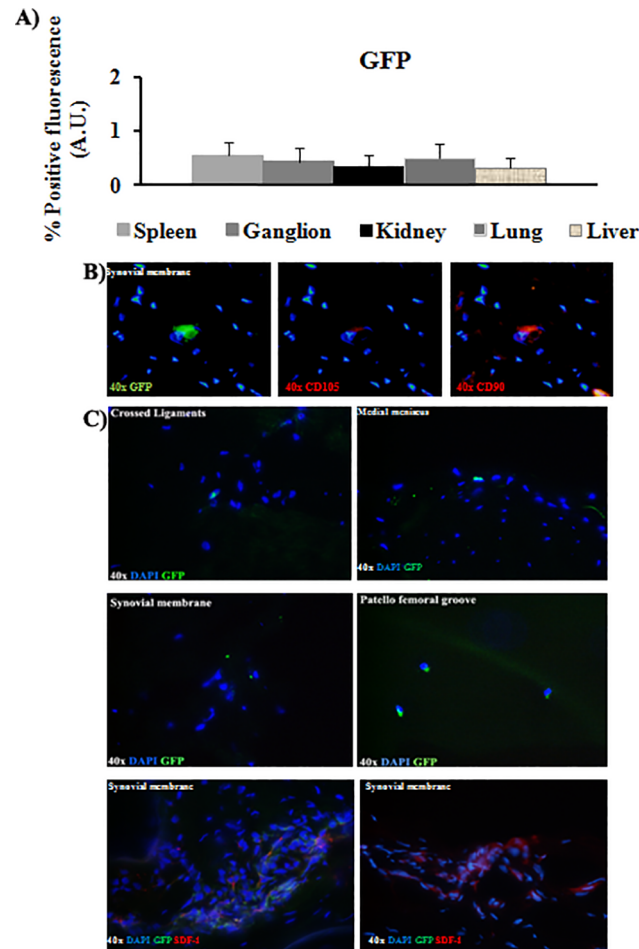 A)
GFP
% Positive fluorescence
(A.U.)
2
1
0
Spleen Ganglion Kidney Lung Liver
B)
Synovial membrane
40x GFP
40x CD105
40x CD90
C)
Crossed Ligaments
Medial meniscus
40x DAPI GFP
40x DAPI GFP
Synovial membrane
Patello femoral groove
40x DAPI GFP
40x DAPI GFP
Synovial membrane
Synovial membrane
40x DAPI GFP SDF-1
40x DAPI GFP SDF-1